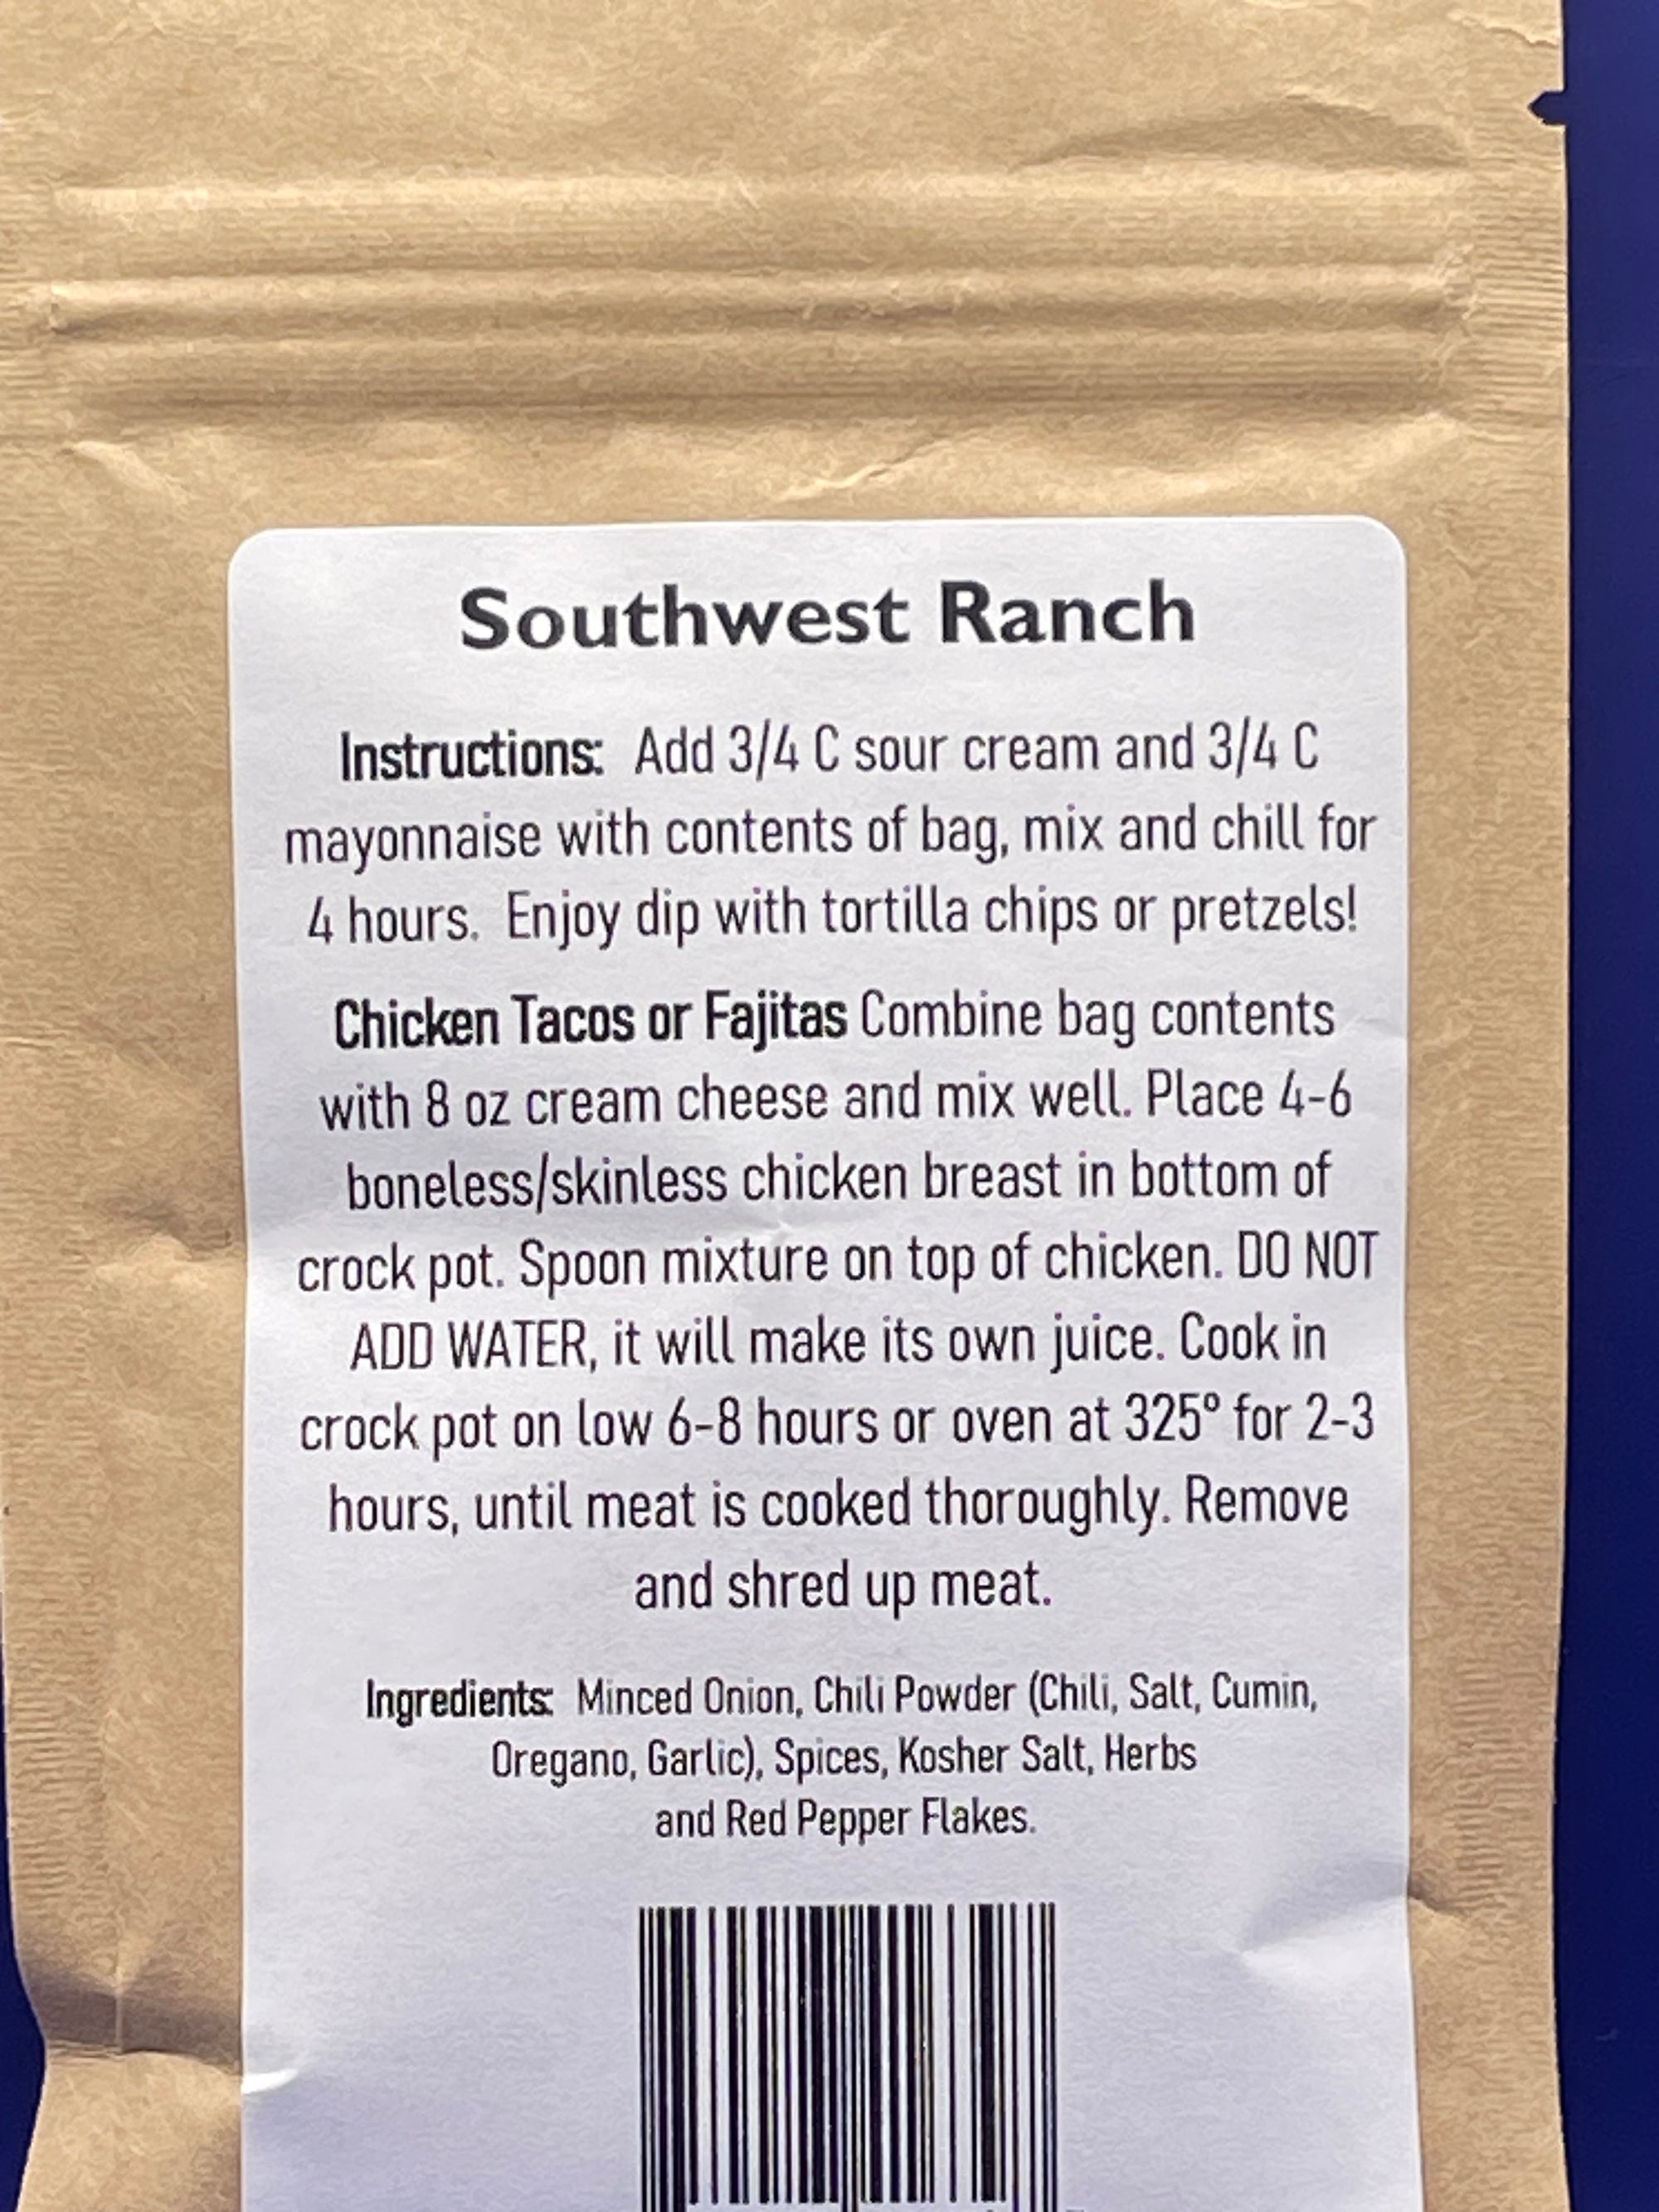 Southwest Ranch
Instructions: Add 3/4 C sour cream and 3/4 C
mayonnaise with contents of bag, mix and chill for
4 hours. Enjoy dip with tortilla chips or pretzels!
Chicken Tacos or Fajitas Combine bag contents
with 8 oz cream cheese and mix well. Place 4-6
boneless/skinless chicken breast in bottom of
crock pot. Spoon mixture on top of chicken. DO NOT
ADD WATER, it will make its own juice. Cook in
crock pot on low 6-8 hours or oven at 325° for 2-3
hours, until meat is cooked thoroughly. Remove
and shred up meat.
Ingredients: Minced Onion, Chili Powder (Chili, Salt, Cumin,
Oregano, Garlic), Spices, Kosher Salt, Herbs
and Red Pepper Flakes.